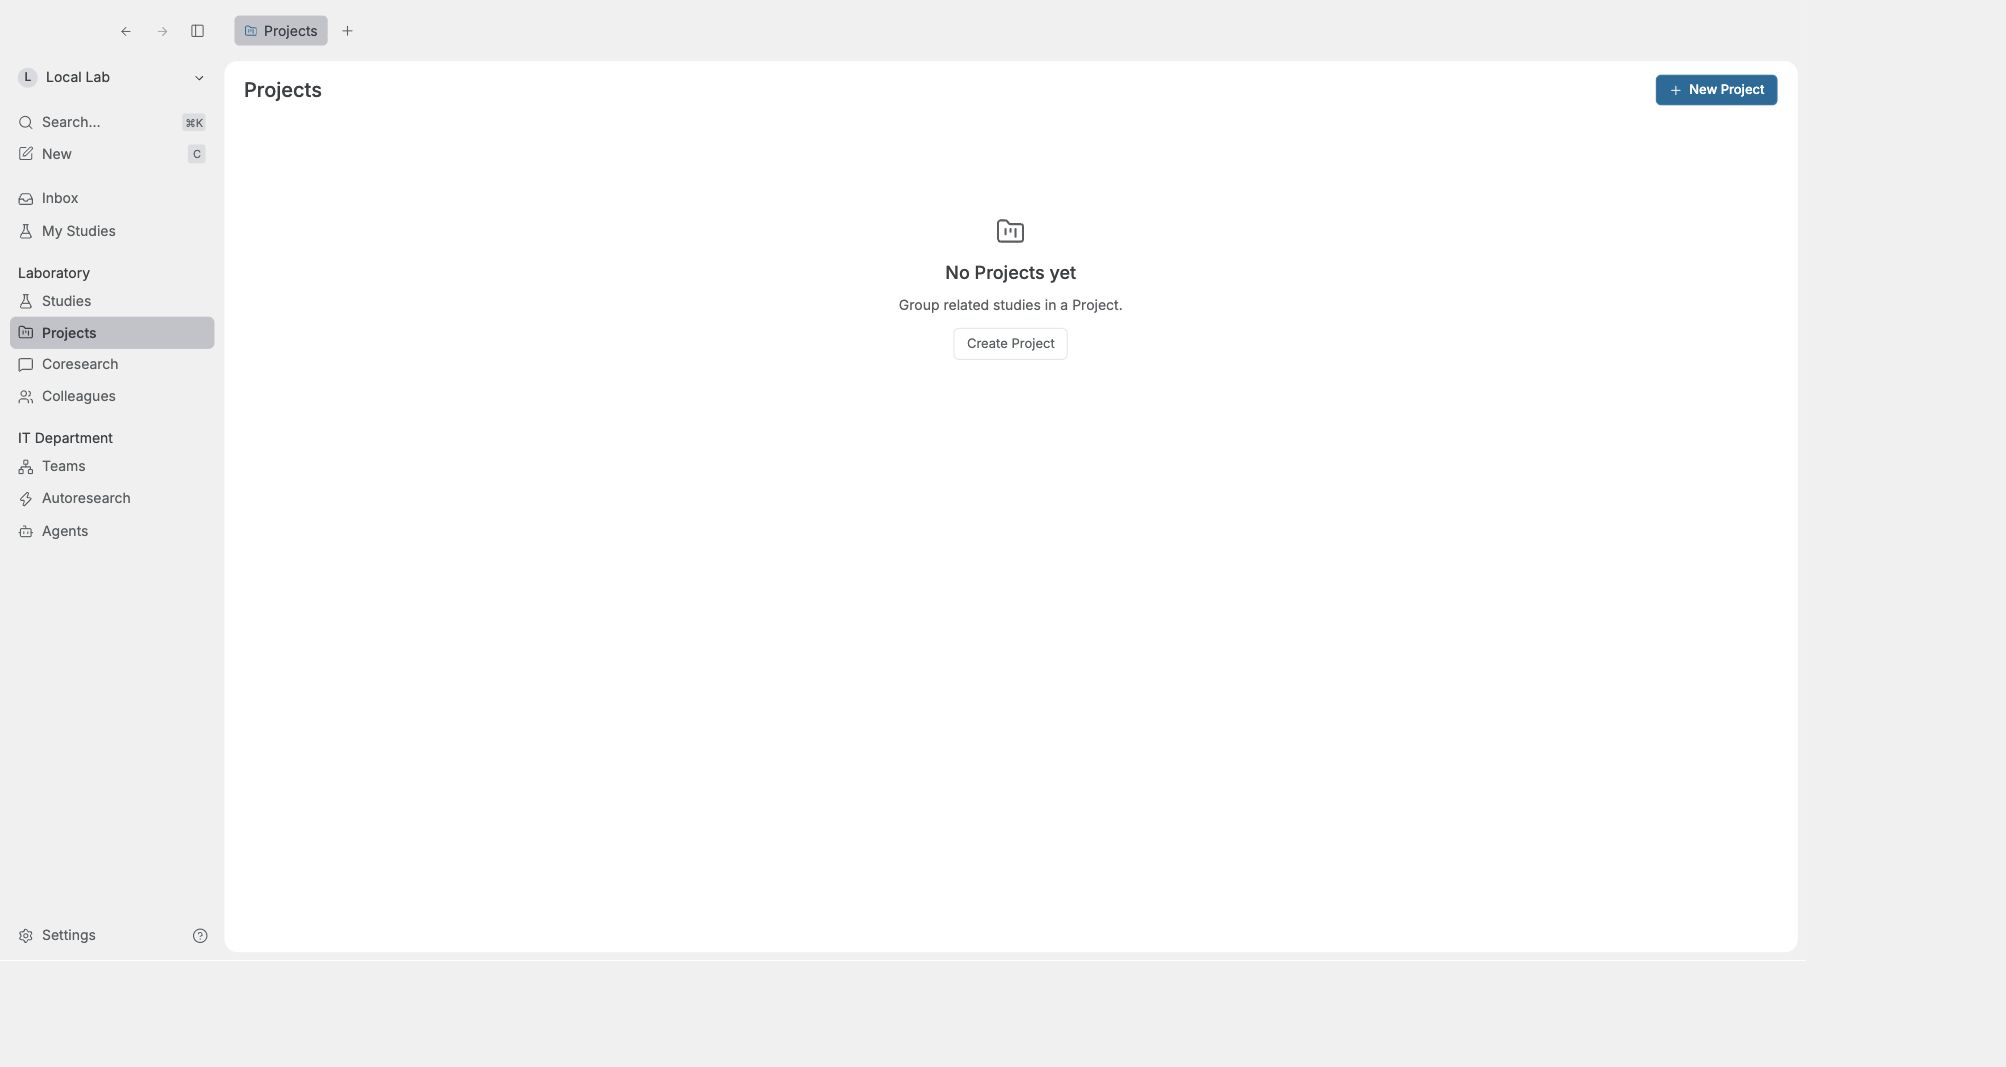 Projects
L Local Lab
Projects
+ New Project
Search... ⌘K
New C
Inbox
My Studies
No Projects yet
Laboratory
Studies
Group related studies in a Project.
Projects
Create Project
Coresearch
Colleagues
IT Department
Teams
Autoresearch
Agents
Settings